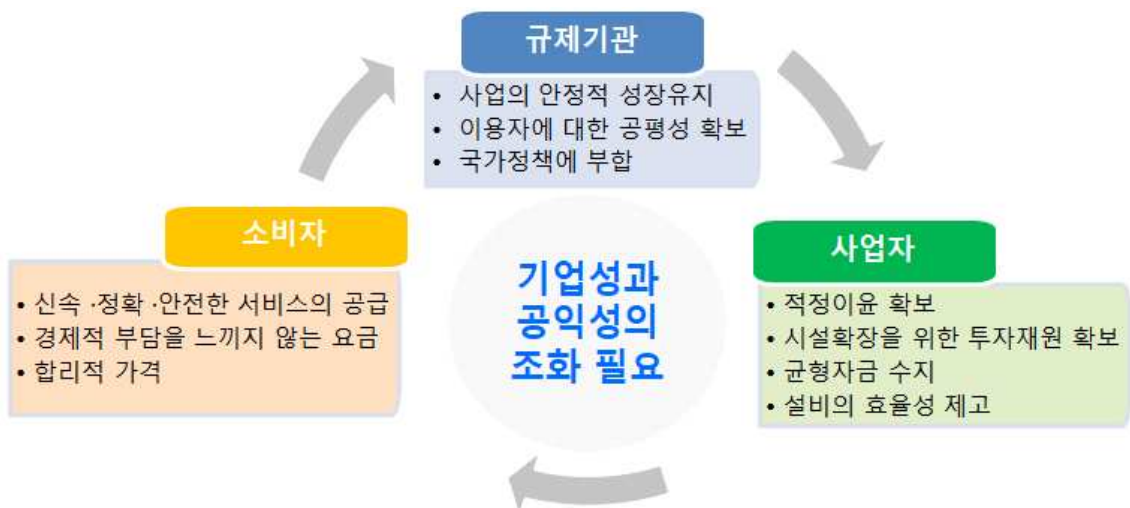 규제기관
• 사업의 안정적 성장유지
• 이용자에 대한 공평성 확보
• 국가정책에 부합
소비자
• 신속 ·정확 ·안전한 서비스의 공급
• 경제적 부담을 느끼지 않는 요금
• 합리적 가격
기업성과
공익성의
조화 필요
사업자
• 적정이윤 확보
• 시설확장을 위한 투자재원 확보
• 균형자금 수지
• 설비의 효율성 제고